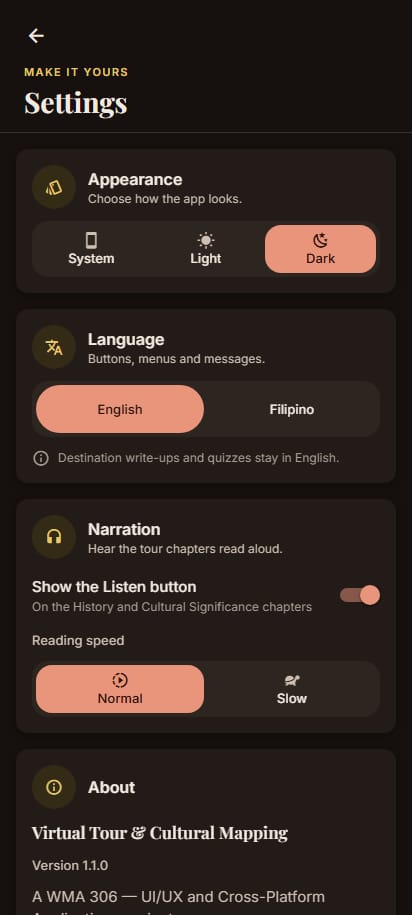 MAKE IT YOURS
Settings
Appearance
Choose how the app looks.
System
Light
Dark
Language
Buttons, menus and messages.
English
Filipino
Destination write-ups and quizzes stay in English.
Narration
Hear the tour chapters read aloud.
Show the Listen button
On the History and Cultural Significance chapters
Reading speed
Normal
Slow
About
Virtual Tour & Cultural Mapping
Version 1.1.0
A WMA 306 — UI/UX and Cross-Platform